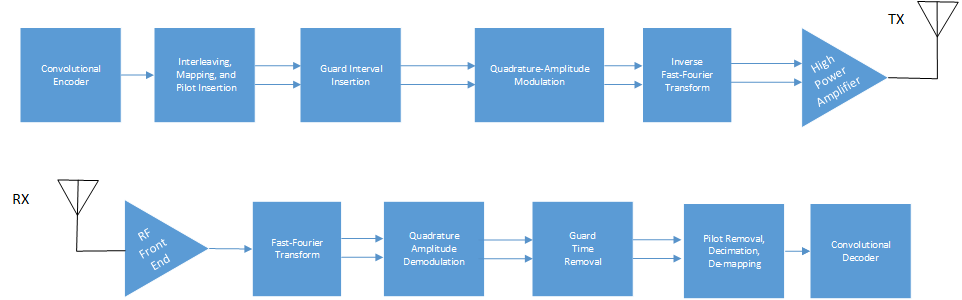 TX
Convolutional
Encoder
Interleaving,
Mapping, and
Pilot Insertion
Guard Interval
Insertion
Quadrature-Amplitude
Modulation
Inverse
Fast-Fourier
Transform
High
Power
Amplifier
RX
RF
Front
End
Fast-Fourier
Transform
Quadrature
Amplitude
Demodulation
Guard
Time
Removal
Pilot Removal,
Decimation,
De-mapping
Convolutional
Decoder